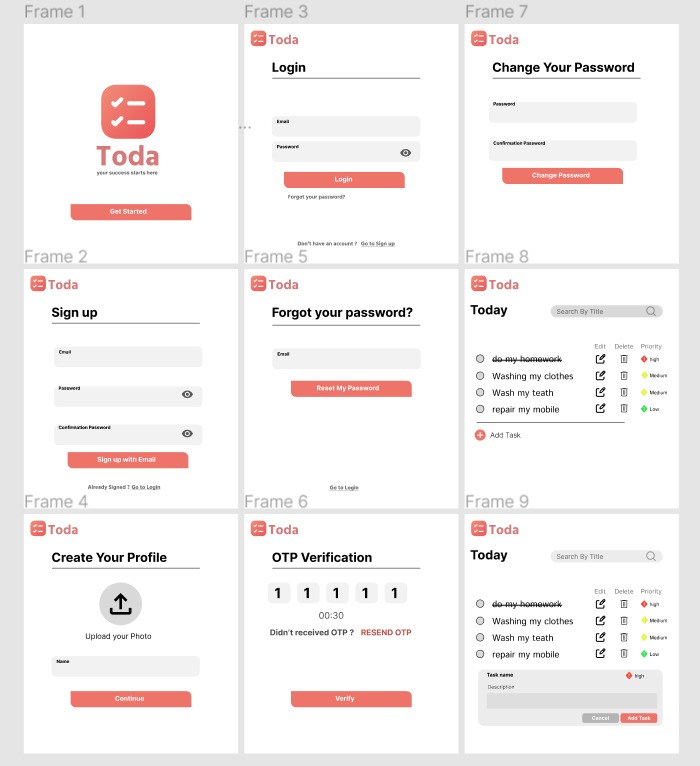 Frame 1
Toda
your success starts here
Get Started
Frame 3
Toda
Login
Email
Password
Login
Forgot your password?
Don't have an account ? Go to Sign up
Frame 7
Toda
Change Your Password
Password
Confirmation Password
Change Password
Frame 2
Toda
Sign up
Email
Password
Confirmation Password
Sign up with Email
Already Signed ? Go to Login
Frame 5
Toda
Forgot your password?
Email
Reset My Password
Go to Login
Frame 8
Toda
Today
Search By Title
Edit Delete Priority
do my homework high
Washing my clothes Medium
Wash my teath Medium
repair my mobile Low
Add Task
Frame 4
Toda
Create Your Profile
Upload your Photo
Name
Continue
Frame 6
Toda
OTP Verification
1 1 1 1 1
00:30
Didn't received OTP ? RESEND OTP
Verify
Frame 9
Toda
Today
Search By Title
Edit Delete Priority
do my homework high
Washing my clothes Medium
Wash my teath Medium
repair my mobile Low
Task name high
Description
Cancel Add Task